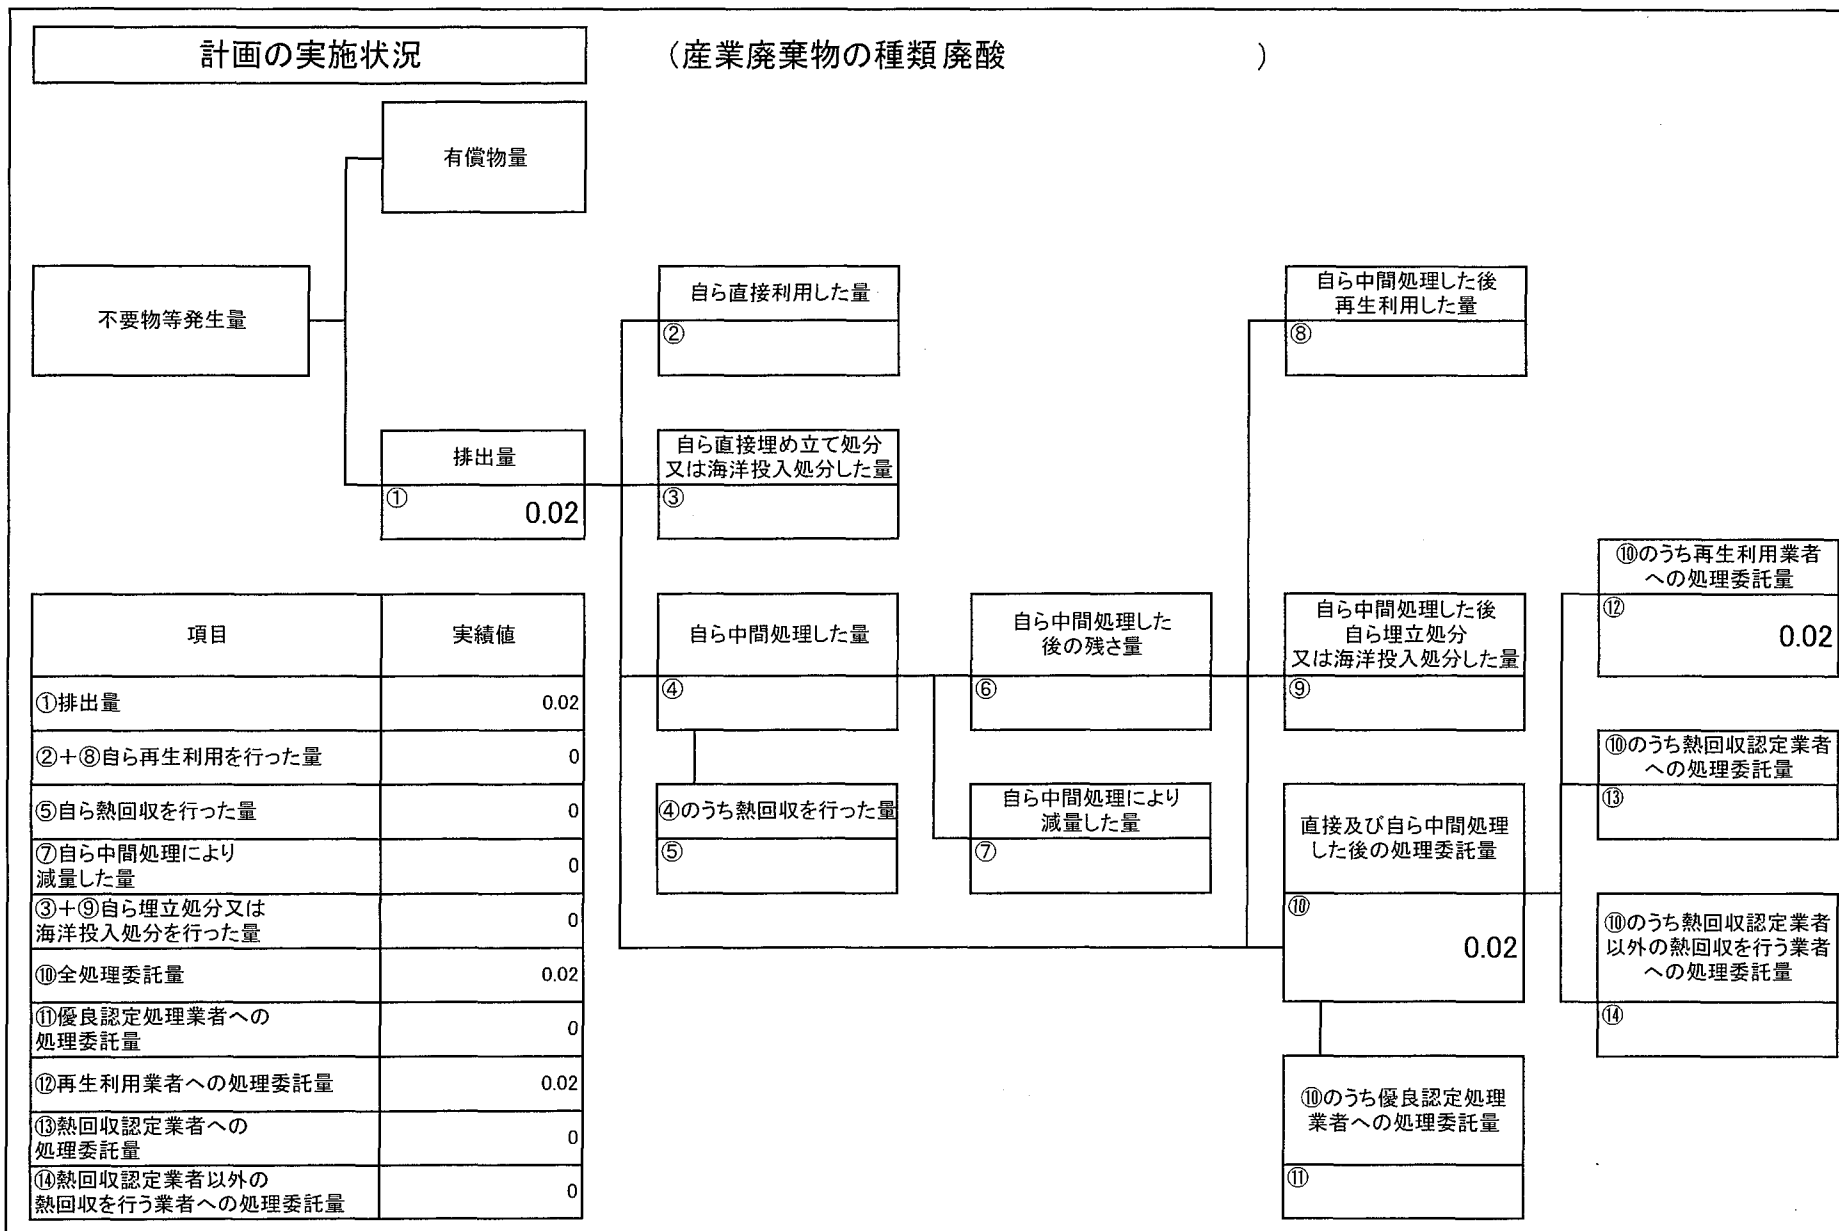 計画の実施状況
（産業廃棄物の種類 廃酸　　　　　　　　）
有償物量
不要物等発生量
自ら直接利用した量
②
自ら中間処理した後
再生利用した量
⑧
排出量
①
0.02
自ら直接埋め立て処分
又は海洋投入処分した量
③
⑩のうち再生利用業者
への処理委託量
⑫
0.02
自ら中間処理した量
④
自ら中間処理した
後の残さ量
⑥
自ら中間処理した後
自ら埋立処分
又は海洋投入処分した量
⑨
⑩のうち熱回収認定業者
への処理委託量
⑬
④のうち熱回収を行った量
⑤
自ら中間処理により
減量した量
⑦
直接及び自ら中間処理
した後の処理委託量
⑩
0.02
⑩のうち熱回収認定業者
以外の熱回収を行う業者
への処理委託量
⑭
⑩のうち優良認定処理
業者への処理委託量
⑪
項目 実績値
①排出量 0.02
②＋⑧自ら再生利用を行った量 0
⑤自ら熱回収を行った量 0
⑦自ら中間処理により
減量した量 0
③＋⑨自ら埋立処分又は
海洋投入処分を行った量 0
⑩全処理委託量 0.02
⑪優良認定処理業者への
処理委託量 0
⑫再生利用業者への処理委託量 0.02
⑬熱回収認定業者への
処理委託量 0
⑭熱回収認定業者以外の
熱回収を行う業者への処理委託量 0